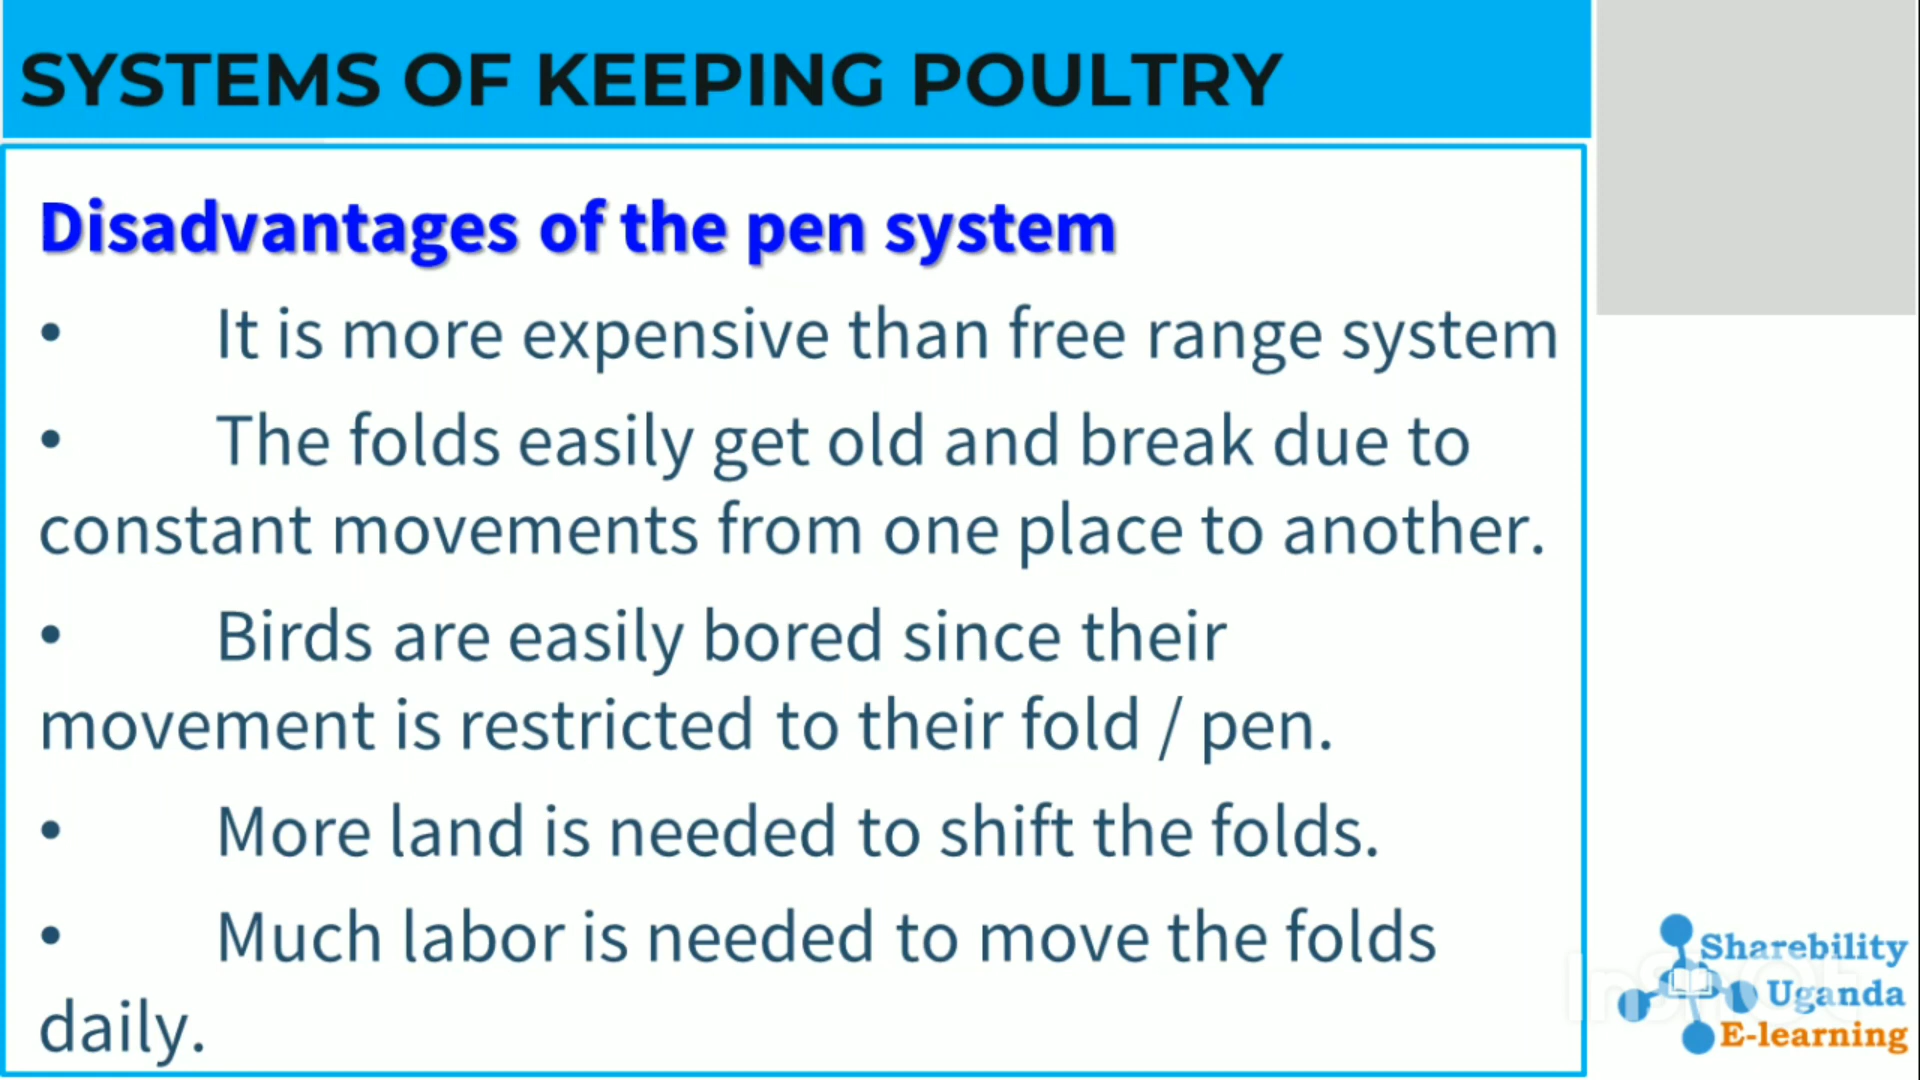 SYSTEMS OF KEEPING POULTRY
Disadvantages of the pen system
• It is more expensive than free range system
• The folds easily get old and break due to
constant movements from one place to another.
• Birds are easily bored since their
movement is restricted to their fold / pen.
• More land is needed to shift the folds.
• Much labor is needed to move the folds
daily.
Sharebility
Uganda
E-learning
InShOt